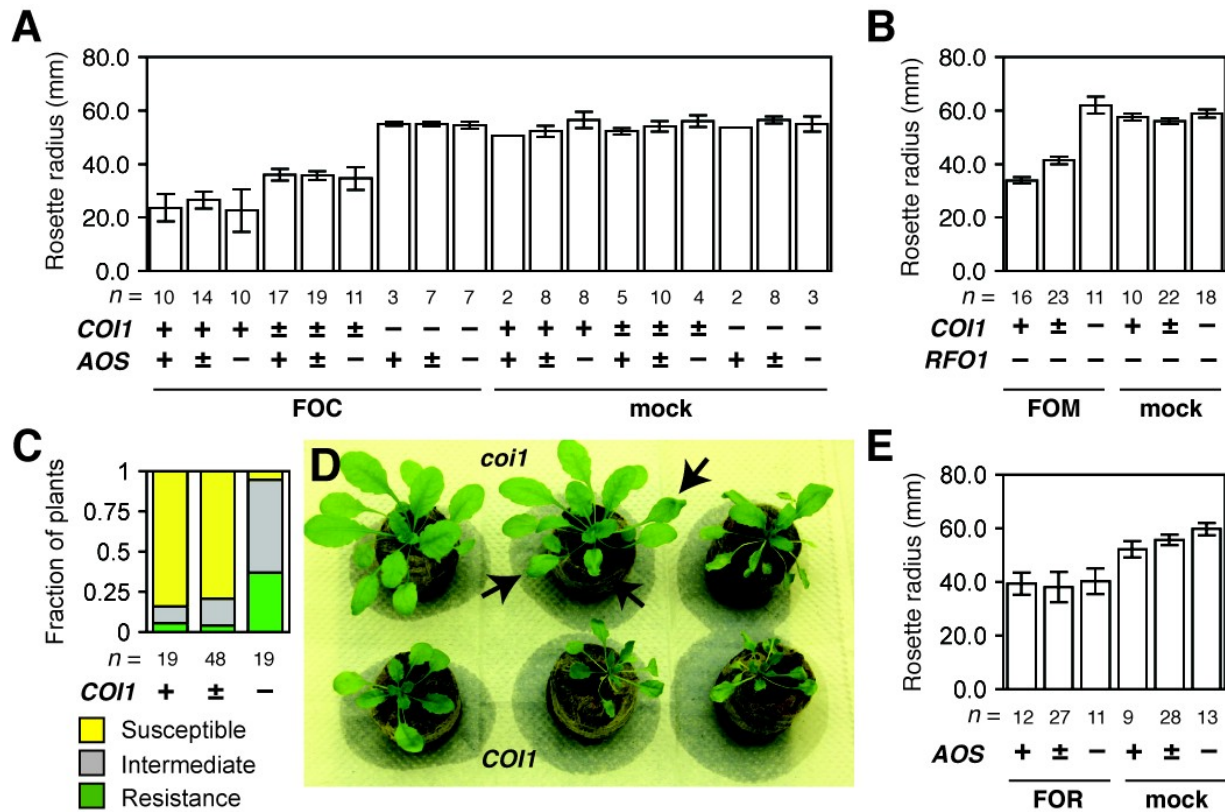 A
Rosette radius (mm)
80.0
60.0
40.0
20.0
0.0
n = 10 14 10 17 19 11 3 7 7 2 8 8 5 10 4 2 8 3
COI1 + + + ± ± ± − − − + + + ± ± ± − − −
AOS + ± − + ± − + ± − + ± − + ± − + ± −
FOC mock
B
Rosette radius (mm)
80.0
60.0
40.0
20.0
0.0
n = 16 23 11 10 22 18
COI1 + ± − + ± −
RFO1 − − − − − −
FOM mock
C
Fraction of plants
1
0.75
0.5
0.25
0
n = 19 48 19
COI1 + ± −
Susceptible
Intermediate
Resistance
D
coi1
COI1
E
Rosette radius (mm)
80.0
60.0
40.0
20.0
0.0
n = 12 27 11 9 28 13
AOS + ± − + ± −
FOR mock